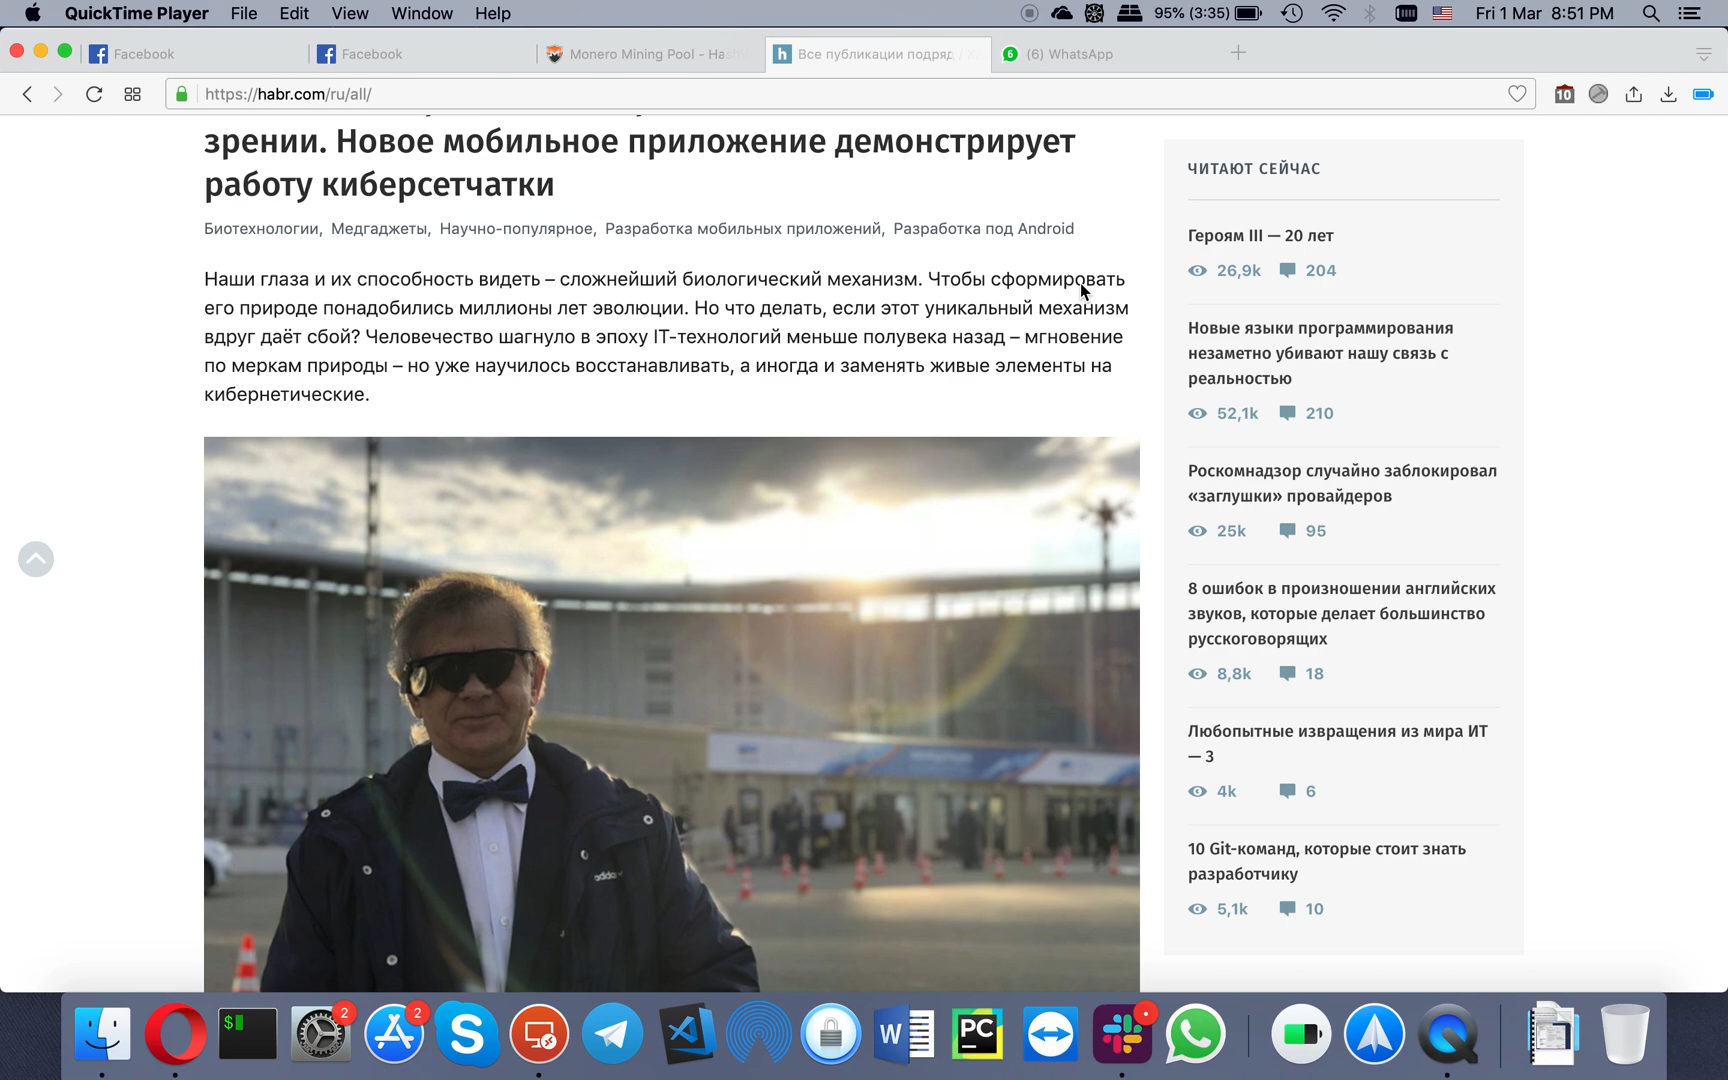 QuickTime Player File Edit View Window Help 95% (3:35) Fri 1 Mar 8:51 PM
Facebook
Facebook
Monero Mining Pool - Hash
Все публикации подряд / Х
6 (6) WhatsApp
https://habr.com/ru/all/
10
зрении. Новое мобильное приложение демонстрирует
работу киберсетчатки
Биотехнологии, Медгаджеты, Научно-популярное, Разработка мобильных приложений, Разработка под Android
Наши глаза и их способность видеть – сложнейший биологический механизм. Чтобы сформировать
его природе понадобились миллионы лет эволюции. Но что делать, если этот уникальный механизм
вдруг даёт сбой? Человечество шагнуло в эпоху IT-технологий меньше полувека назад – мгновение
по меркам природы – но уже научилось восстанавливать, а иногда и заменять живые элементы на
кибернетические.
adidas
ЧИТАЮТ СЕЙЧАС
Героям III — 20 лет
26,9k 204
Новые языки программирования
незаметно убивают нашу связь с
реальностью
52,1k 210
Роскомнадзор случайно заблокировал
«заглушки» провайдеров
25k 95
8 ошибок в произношении английских
звуков, которые делает большинство
русскоговорящих
8,8k 18
Любопытные извращения из мира ИТ
— 3
4k 6
10 Git-команд, которые стоит знать
разработчику
5,1k 10
$ 2 2 S W PC